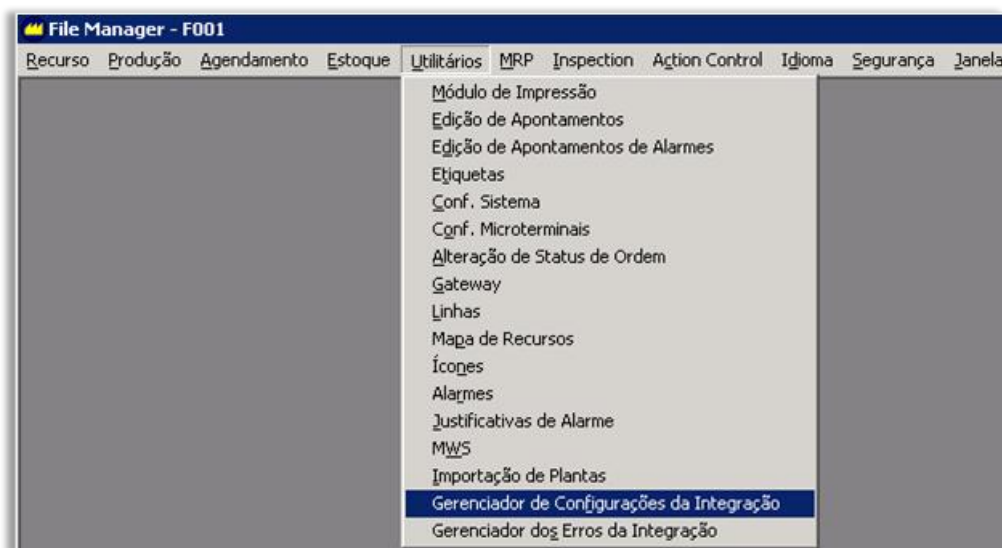 File Manager - F001
Recurso Produção Agendamento Estoque Utilitários MRP Inspection Action Control Idioma Segurança Janela
Módulo de Impressão
Edição de Apontamentos
Edição de Apontamentos de Alarmes
Etiquetas
Conf. Sistema
Conf. Microterminais
Alteração de Status de Ordem
Gateway
Linhas
Mapa de Recursos
Ícones
Alarmes
Justificativas de Alarme
MWS
Importação de Plantas
Gerenciador de Configurações da Integração
Gerenciador dos Erros da Integração